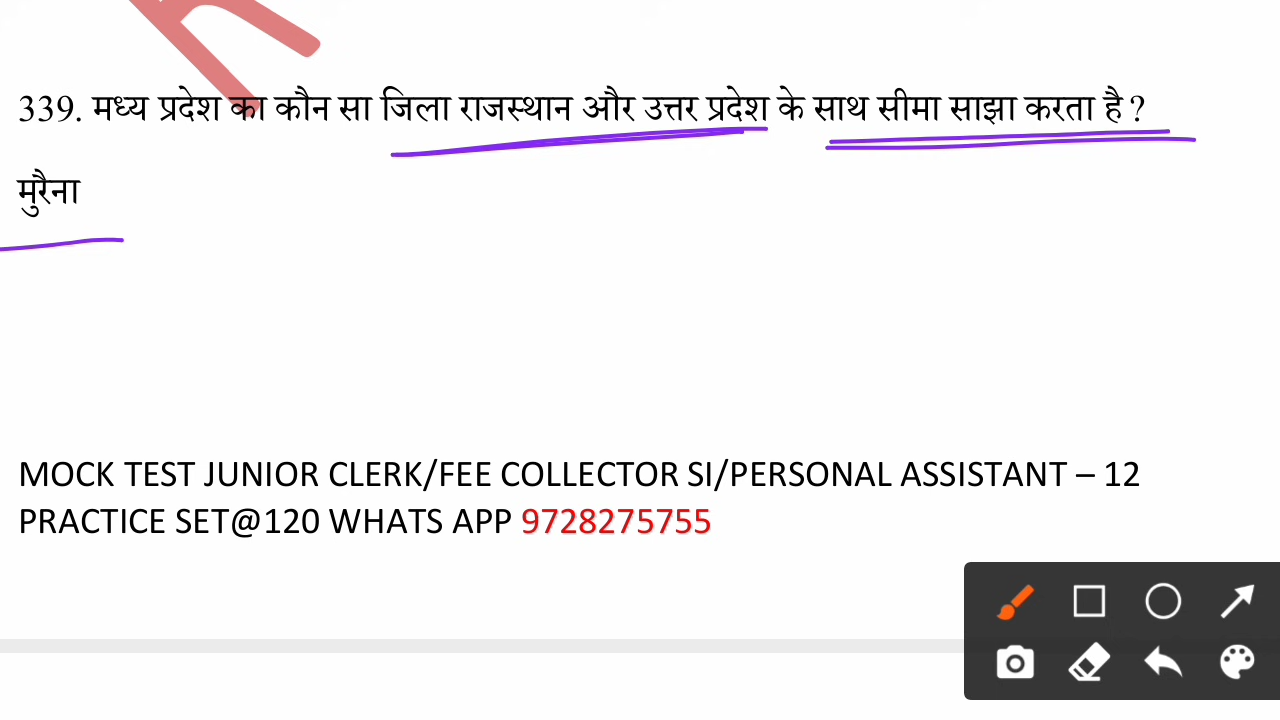 339. मध्य प्रदेश का कौन सा जिला राजस्थान और उत्तर प्रदेश के साथ सीमा साझा करता है ?
मुरैना
MOCK TEST JUNIOR CLERK/FEE COLLECTOR SI/PERSONAL ASSISTANT – 12
PRACTICE SET@120 WHATS APP 9728275755